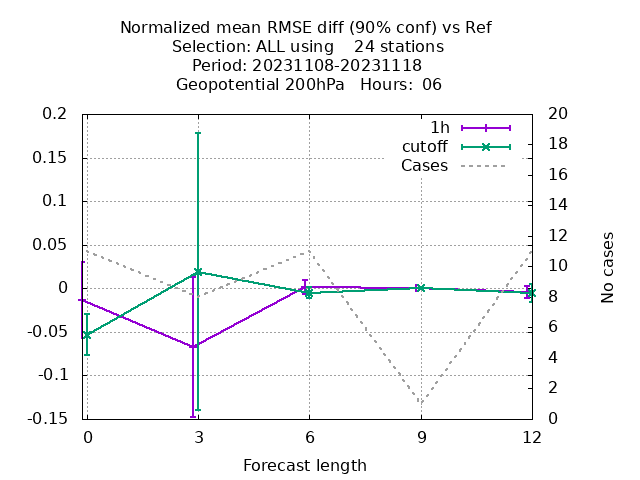 Normalized mean RMSE diff (90% conf) vs Ref
Selection: ALL using    24 stations
Period: 20231108-20231118
Geopotential 200hPa   Hours:  06
0.2
0.15
0.1
0.05
0
-0.05
-0.1
-0.15
1h
cutoff
Cases
20
18
16
14
12
10
8
6
4
2
0
No cases
0 3 6 9 12
Forecast length